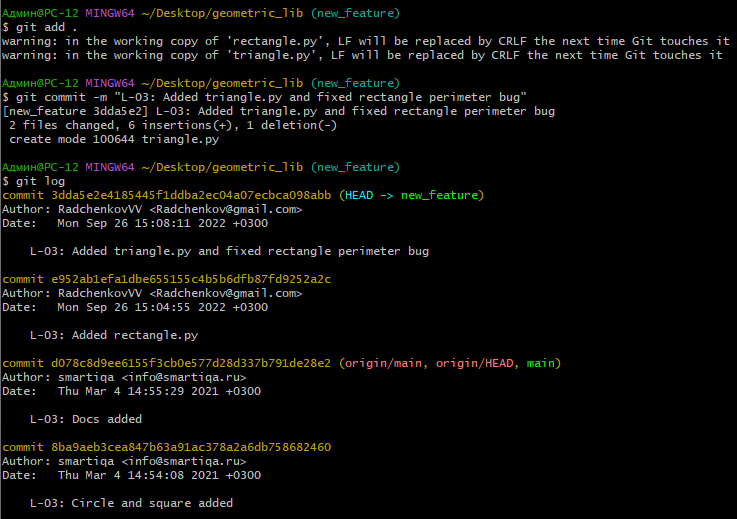 Админ@PC-12 MINGW64 ~/Desktop/geometric_lib (new_feature)
$ git add .
warning: in the working copy of 'rectangle.py', LF will be replaced by CRLF the next time Git touches it
warning: in the working copy of 'triangle.py', LF will be replaced by CRLF the next time Git touches it
Админ@PC-12 MINGW64 ~/Desktop/geometric_lib (new_feature)
$ git commit -m "L-03: Added triangle.py and fixed rectangle perimeter bug"
[new_feature 3dda5e2] L-03: Added triangle.py and fixed rectangle perimeter bug
 2 files changed, 6 insertions(+), 1 deletion(-)
 create mode 100644 triangle.py
Админ@PC-12 MINGW64 ~/Desktop/geometric_lib (new_feature)
$ git log
commit 3dda5e2e4185445f1ddba2ec04a07ecbca098abb (HEAD -> new_feature)
Author: RadchenkovVV <Radchenkov@gmail.com>
Date:   Mon Sep 26 15:08:11 2022 +0300
    L-03: Added triangle.py and fixed rectangle perimeter bug
commit e952ab1efa1dbe655155c4b5b6dfb87fd9252a2c
Author: RadchenkovVV <Radchenkov@gmail.com>
Date:   Mon Sep 26 15:04:55 2022 +0300
    L-03: Added rectangle.py
commit d078c8d9ee6155f3cb0e577d28d337b791de28e2 (origin/main, origin/HEAD, main)
Author: smartiqa <info@smartiqa.ru>
Date:   Thu Mar 4 14:55:29 2021 +0300
    L-03: Docs added
commit 8ba9aeb3cea847b63a91ac378a2a6db758682460
Author: smartiqa <info@smartiqa.ru>
Date:   Thu Mar 4 14:54:08 2021 +0300
    L-03: Circle and square added